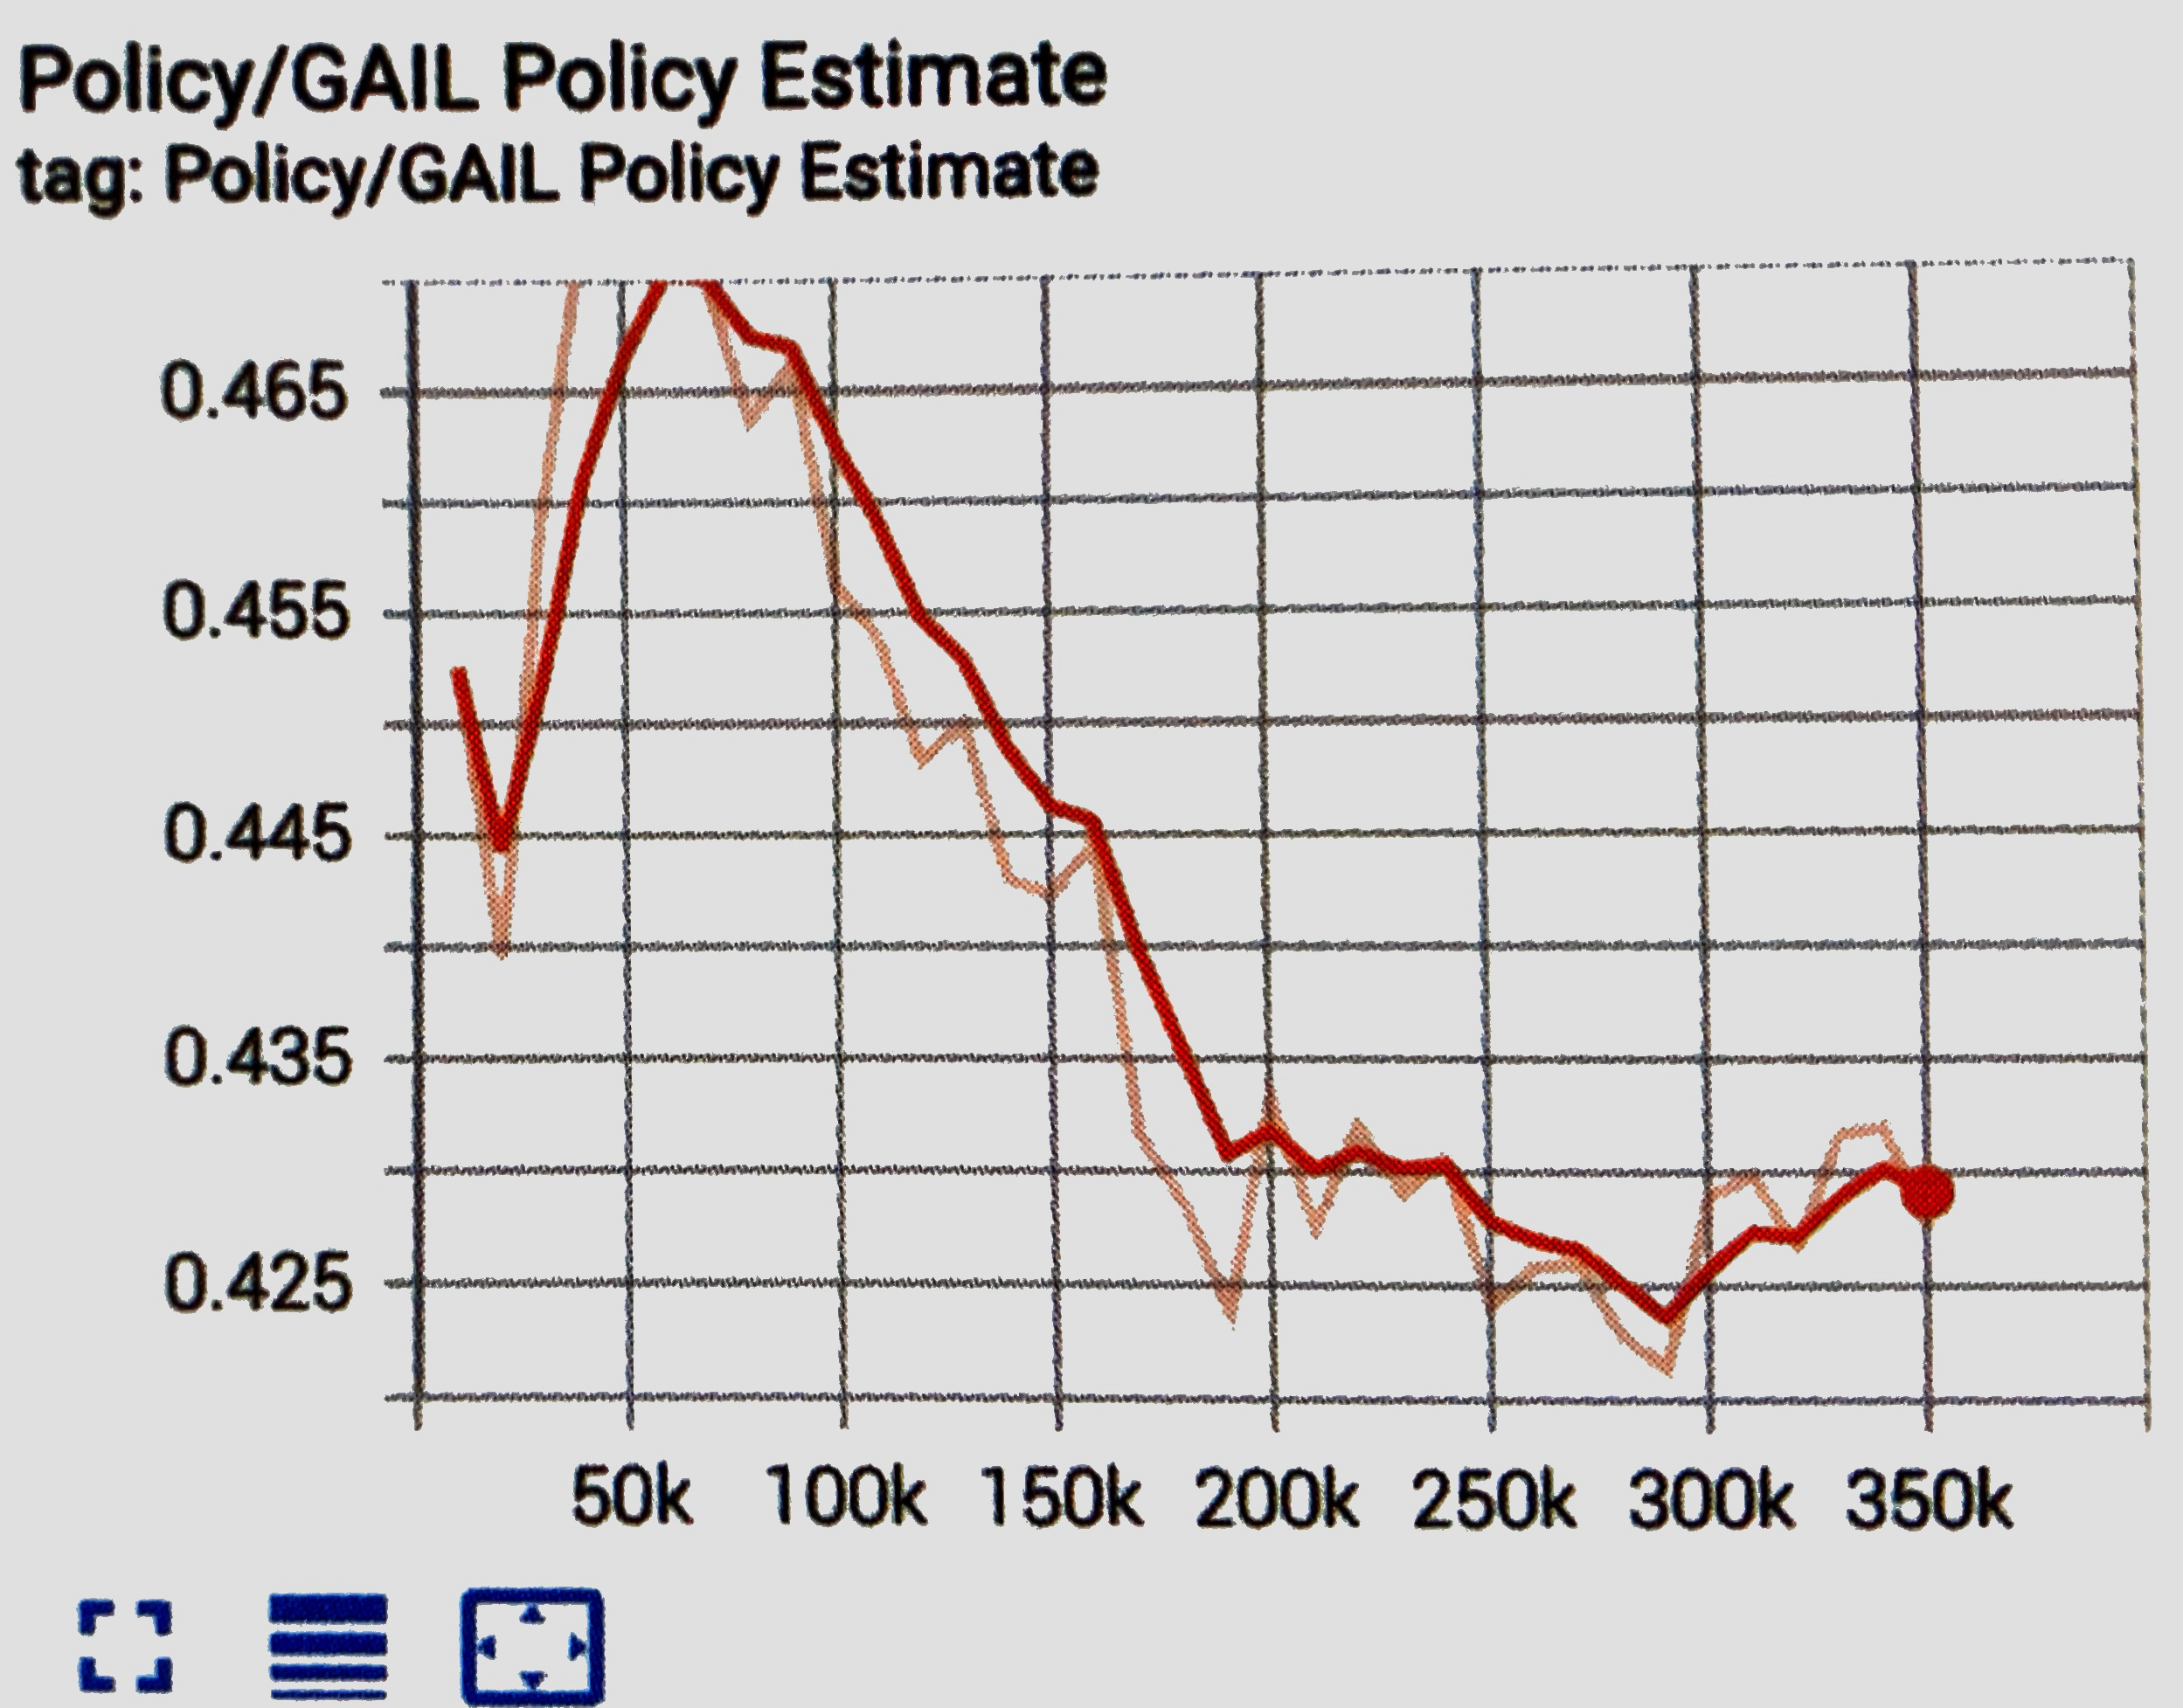 Policy/GAIL Policy Estimate
tag: Policy/GAIL Policy Estimate
0.465
0.455
0.445
0.435
0.425
50k 100k 150k 200k 250k 300k 350k